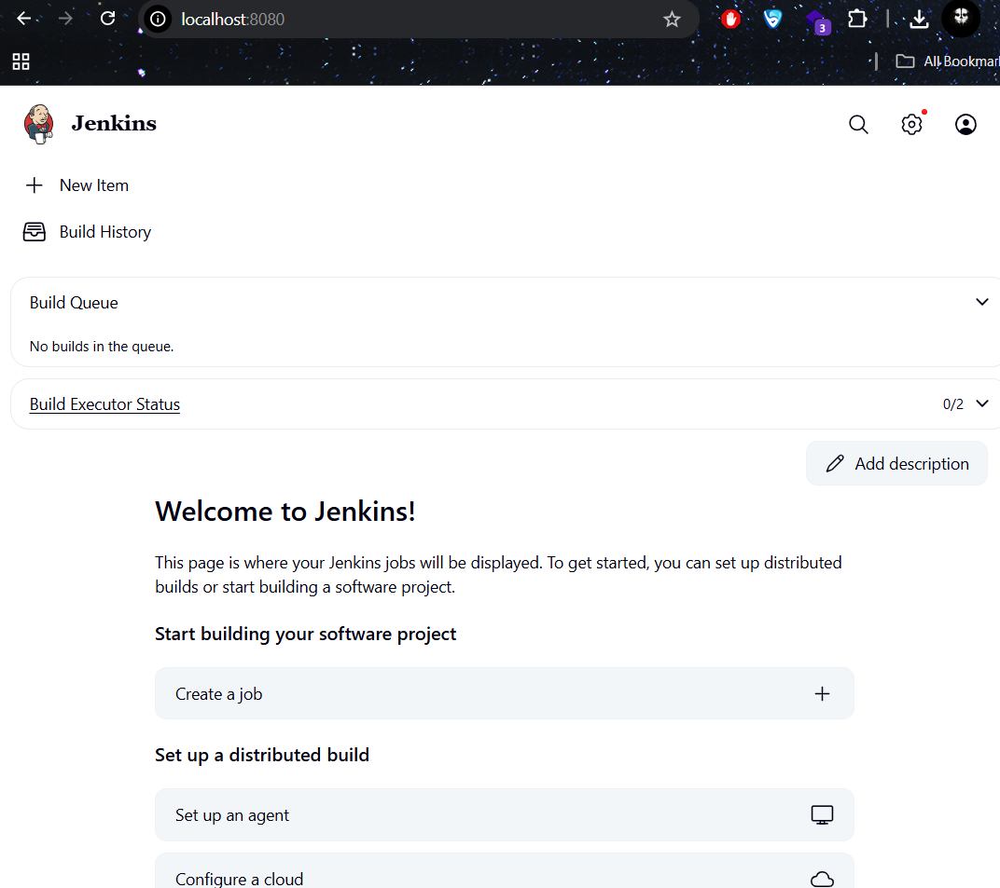 localhost:8080
3
All Bookmar
Jenkins
New Item
Build History
Build Queue
No builds in the queue.
Build Executor Status
0/2
Add description
Welcome to Jenkins!
This page is where your Jenkins jobs will be displayed. To get started, you can set up distributed
builds or start building a software project.
Start building your software project
Create a job
Set up a distributed build
Set up an agent
Configure a cloud